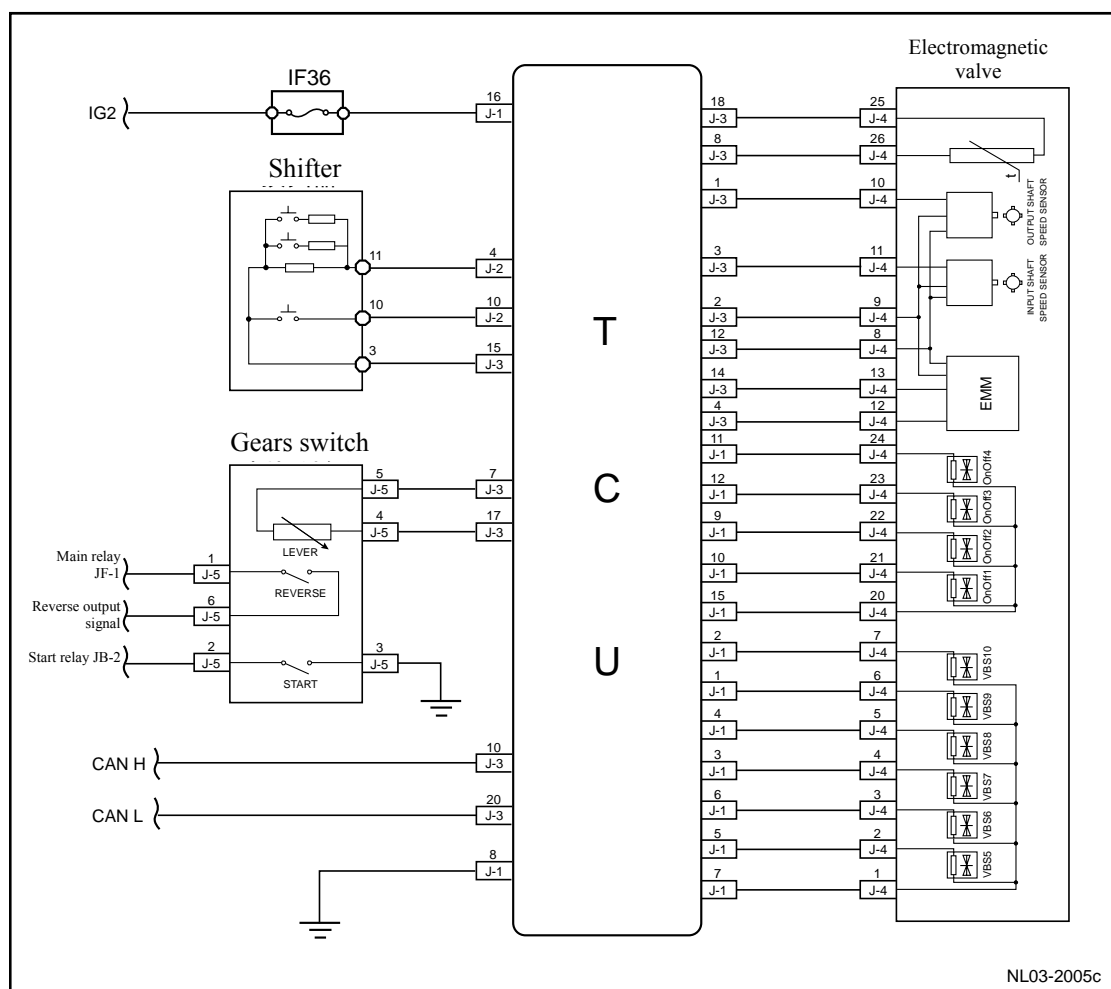 Electromagnetic
valve
IF36
IG2
16
J-1
Shifter
11
4
J-2
10
10
J-2
3
15
J-3
Gears switch
5
J-5
7
J-3
4
J-5
17
J-3
LEVER
Main relay
JF-1
1
J-5
REVERSE
Reverse output
signal
6
J-5
Start relay JB-2
2
J-5
START
3
J-5
CAN H
10
J-3
CAN L
20
J-3
8
J-1
T
C
U
18
J-3
25
J-4
8
J-3
26
J-4
t
1
J-3
10
J-4
OUTPUT SHAFT
SPEED SENSOR
3
J-3
11
J-4
INPUT SHAFT
SPEED SENSOR
2
J-3
9
J-4
12
J-3
8
J-4
14
J-3
13
J-4
EMM
4
J-3
12
J-4
11
J-1
24
J-4
OnOff4
12
J-1
23
J-4
OnOff3
9
J-1
22
J-4
OnOff2
10
J-1
21
J-4
OnOff1
15
J-1
20
J-4
2
J-1
7
J-4
VBS10
1
J-1
6
J-4
VBS9
4
J-1
5
J-4
VBS8
3
J-1
4
J-4
VBS7
6
J-1
3
J-4
VBS6
5
J-1
2
J-4
VBS5
7
J-1
1
J-4
NL03-2005c